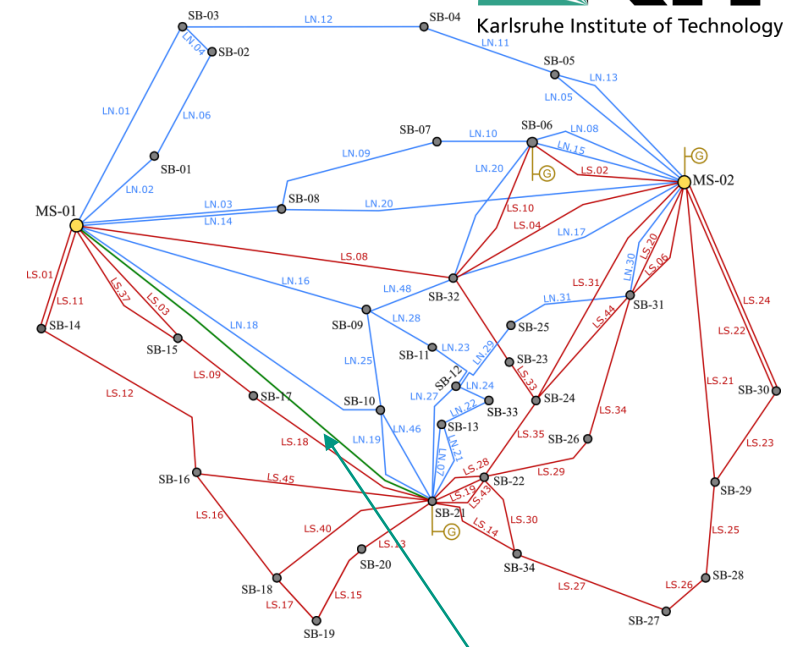 Karlsruhe Institute of Technology
SB-03
LN.12
SB-04
LN.04
SB-02
LN.11
SB-05
LN.13
LN.05
LN.01
LN.06
SB-07
LN.10
SB-06
LN.08
LN.15
LN.09
G
SB-01
LN.02
LN.20
LS.02
G
MS-02
MS-01
LN.03
LN.14
SB-08
LN.20
LS.10
LS.04
LN.17
LS.08
LS.20
LS.06
LN.30
LS.01
LS.11
LS.37
LS.03
LN.16
LN.48
SB-32
LS.31
LS.44
SB-31
LN.31
LS.24
LS.22
SB-14
SB-15
LN.18
SB-09
LN.28
SB-25
LN.23
SB-11
LN.29
SB-23
LN.25
SB-12
LN.24
LS.33
LS.09
LS.12
SB-17
LN.27
SB-33
LN.22
SB-24
LS.21
SB-30
SB-10
LN.46
LN.19
SB-13
LN.21
LN.07
LS.35
LS.34
SB-26
LS.18
LS.23
SB-16
LS.45
LS.28
LS.29
LS.19
LS.43
SB-22
SB-29
SB-21
G
LS.16
LS.40
LS.14
LS.30
LS.13
SB-20
SB-34
LS.25
SB-18
LS.17
LS.15
LS.27
LS.26
SB-28
SB-19
SB-27